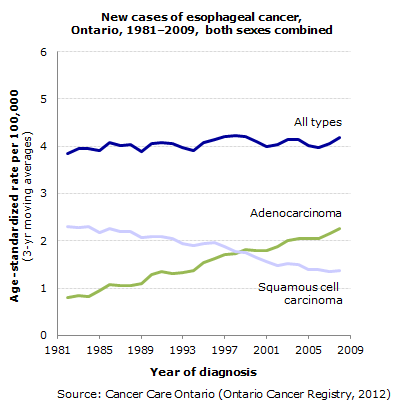 New cases of esophageal cancer,
Ontario, 1981–2009, both sexes combined
Age-standardized rate per 100,000
(3-yr moving averages)
6
5
4
3
2
1
0
All types
Adenocarcinoma
Squamous cell
carcinoma
1981 1985 1989 1993 1997 2001 2005 2009
Year of diagnosis
Source: Cancer Care Ontario (Ontario Cancer Registry, 2012)